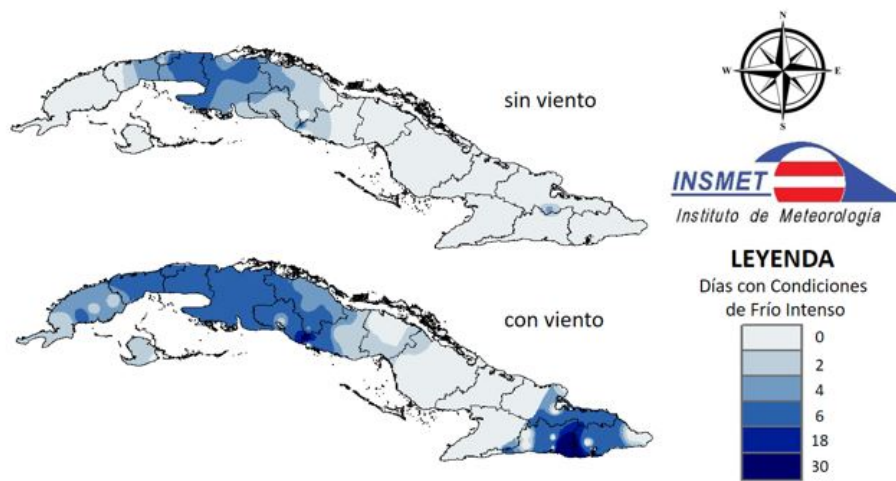 sin viento
con viento
N
W
E
S
INSMET
Instituto de Meteorología
LEYENDA
Días con Condiciones
de Frío Intenso
0
2
4
6
18
30